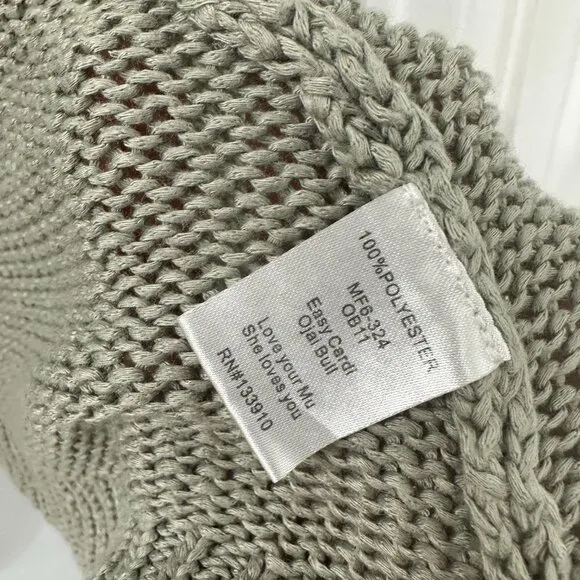 100%POLYESTER
MF6-324
OB11
Easy Cardi
Ojai Bull
Love your Mu
She loves you
RN#133910